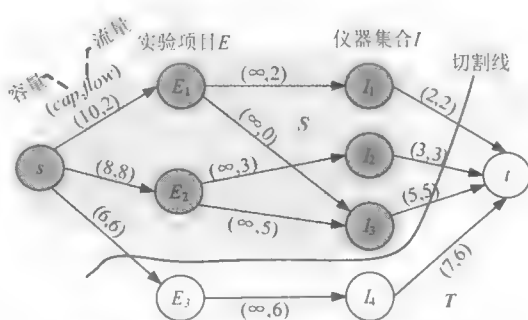 流量
实验项目E
仪器集合I
容量
(cap,flow)
切割线
E₁
(∞,2)
I₁
(10,2)
(2,2)
(∞,0)
S
s
(8,8)
E₂
(∞,3)
I₂
(3,3)
t
(∞,5)
I₃
(5,5)
(6,6)
(7,6)
E₃
(∞,6)
I₄
T